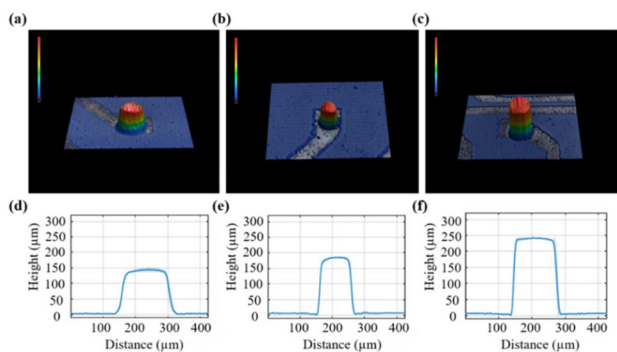 (a) (b) (c)
(d) (e) (f)
300 300 300
250 250 250
200 200 200
150 150 150
100 100 100
50 50 50
0 0 0
Height (µm) Height (µm) Height (µm)
100 200 300 400 100 200 300 400 100 200 300 400
Distance (µm) Distance (µm) Distance (µm)